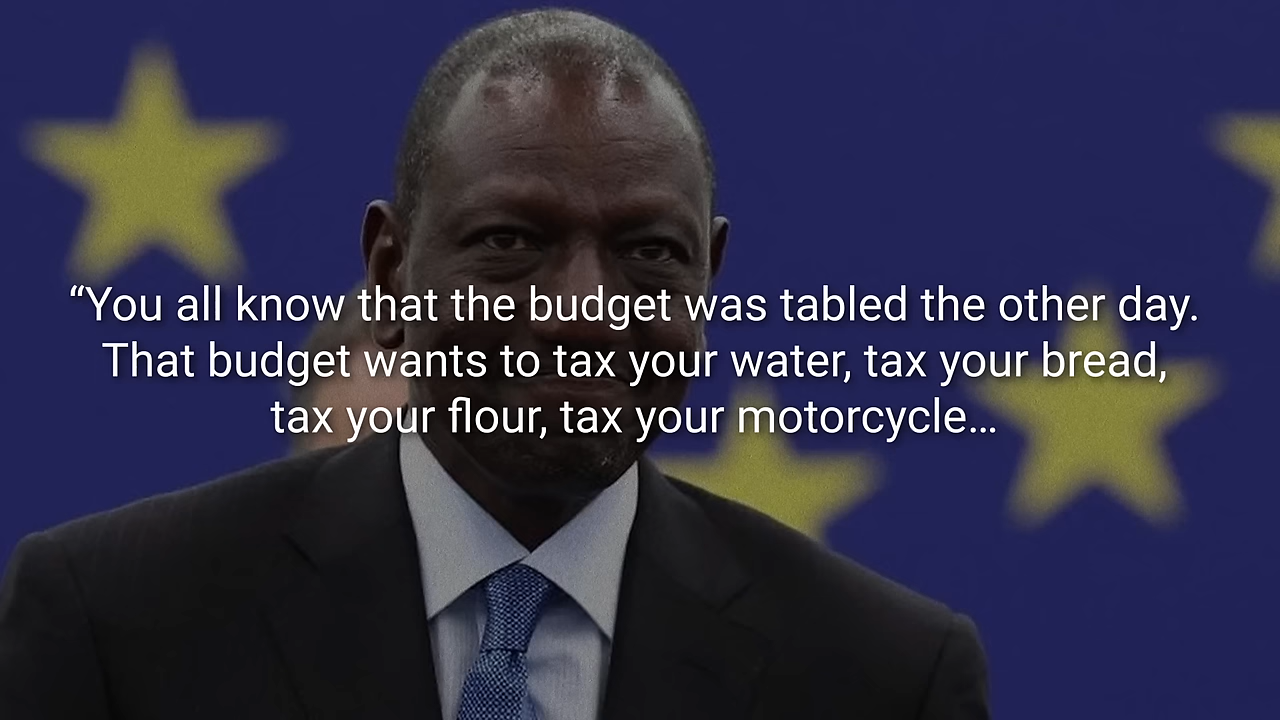 “You all know that the budget was tabled the other day.
That budget wants to tax your water, tax your bread,
tax your flour, tax your motorcycle…